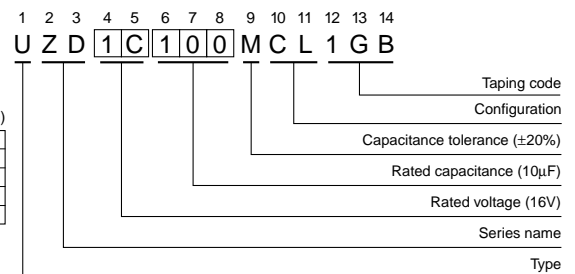 1 2 3 4 5 6 7 8 9 10 11 12 13 14
U Z D 1 C 1 0 0 M C L 1 G B
Taping code
)
Configuration
Capacitance tolerance (±20%)
Rated capacitance (10µF)
Rated voltage (16V)
Series name
Type